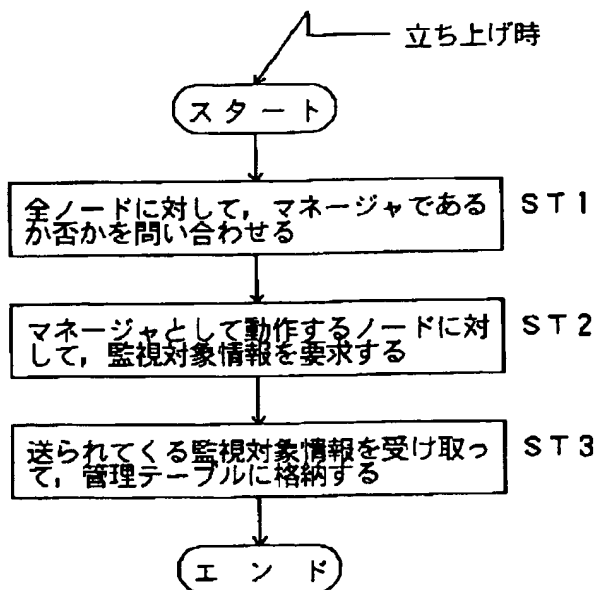 立ち上げ時
スタート
全ノードに対して，マネージャである
か否かを問い合わせる
ST1
マネージャとして動作するノードに対
して，監視対象情報を要求する
ST2
送られてくる監視対象情報を受け取っ
て，管理テーブルに格納する
ST3
エンド